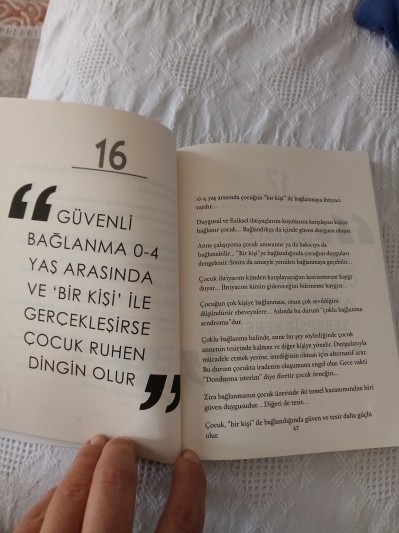 16
“ GÜVENLİ
BAĞLANMA 0-4
YAŞ ARASINDA
VE ‘BİR KİŞİ’ İLE
GERÇEKLEŞİRSE
ÇOCUK RUHEN
DİNGİN OLUR ”
0-4 yaş arasında çocuğun "bir kişi" ile bağlanmaya ihtiyacı
vardır...
Duygusal ve fiziksel ihtiyaçlarını koşulsuzca karşılayan kişiye
bağlanır çocuk... Bağlandıkça da içinde güven duygusu oluşur.
Anne çalışıyorsa çocuk anneanne ya da bakıcıya da
bağlanabilir... "Bir Kişi"ye bağlandığında çocuğun duyguları
dengelenir. Sonra da anneyle yeniden bağlanmaya geçebilir...
Çocuk ihtiyacını kimden karşılayacağını kestiremezse kaygı
duyar... İhtiyacını kimin gidereceğini bilmemesi kaygıdır...
Çocuğun çok kişiye bağlanması, onun çok sevildiğini
düşündürür ebeveynlere... Aslında bu durum "çoklu bağlanma
sendromu"dur.
Çoklu bağlanma halinde, anne bir şey söylediğinde çocuk
annenin tesirinde kalmaz ve diğer kişiye yönelir. Duygularıyla
mücadele etmek yerine, istediğinin olması için alternatif arar.
Bu durum çocukta iradenin oluşumuna engel olur. Gece vakti
"Dondurma isterim" diye diretir çocuk örneğin...
Zira bağlanmanın çocuk üzerinde iki temel kazanımından biri
güven duygusudur... Diğeri de tesir...
Çocuk, "bir kişi" ile bağlandığında güven ve tesir daha güçlü
olur.
47